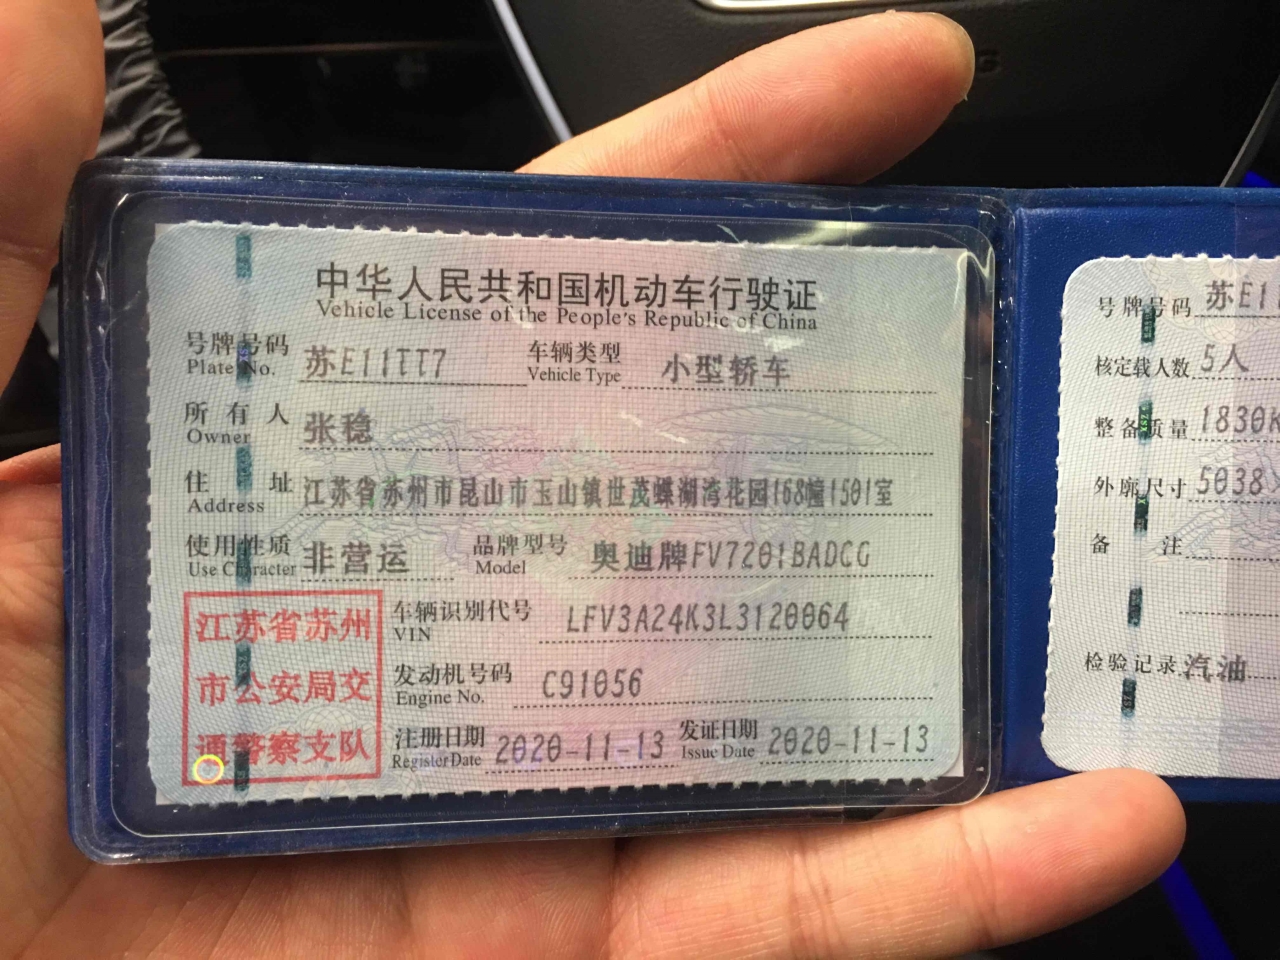 中华人民共和国机动车行驶证
Vehicle License of the People's Republic of China
号牌号码 苏E11TT7 车辆类型 小型轿车
Plate No. Vehicle Type
所有人 张稳
Owner
住址 江苏省苏州市昆山市玉山镇世茂蝶湖湾花园168幢1501室
Address
使用性质 非营运 品牌型号 奥迪牌FV7201BADCG
Use Character Model
江苏省苏州
市公安局交
通警察支队
车辆识别代号 LFV3A24K3L3120064
VIN
发动机号码 C91056
Engine No.
注册日期 2020-11-13 发证日期 2020-11-13
Register Date Issue Date
号牌号码 苏E11
核定载人数 5人
整备质量 1830K
外廓尺寸 5038
备注
检验记录 汽油